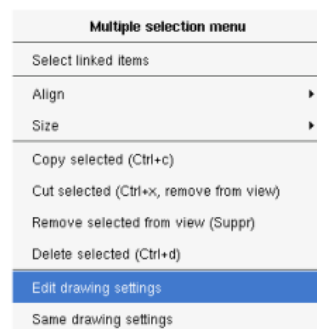 Multiple selection menu
Select linked items
Align
Size
Copy selected (Ctrl+c)
Cut selected (Ctrl+x, remove from view)
Remove selected from view (Suppr)
Delete selected (Ctrl+d)
Edit drawing settings
Same drawing settings